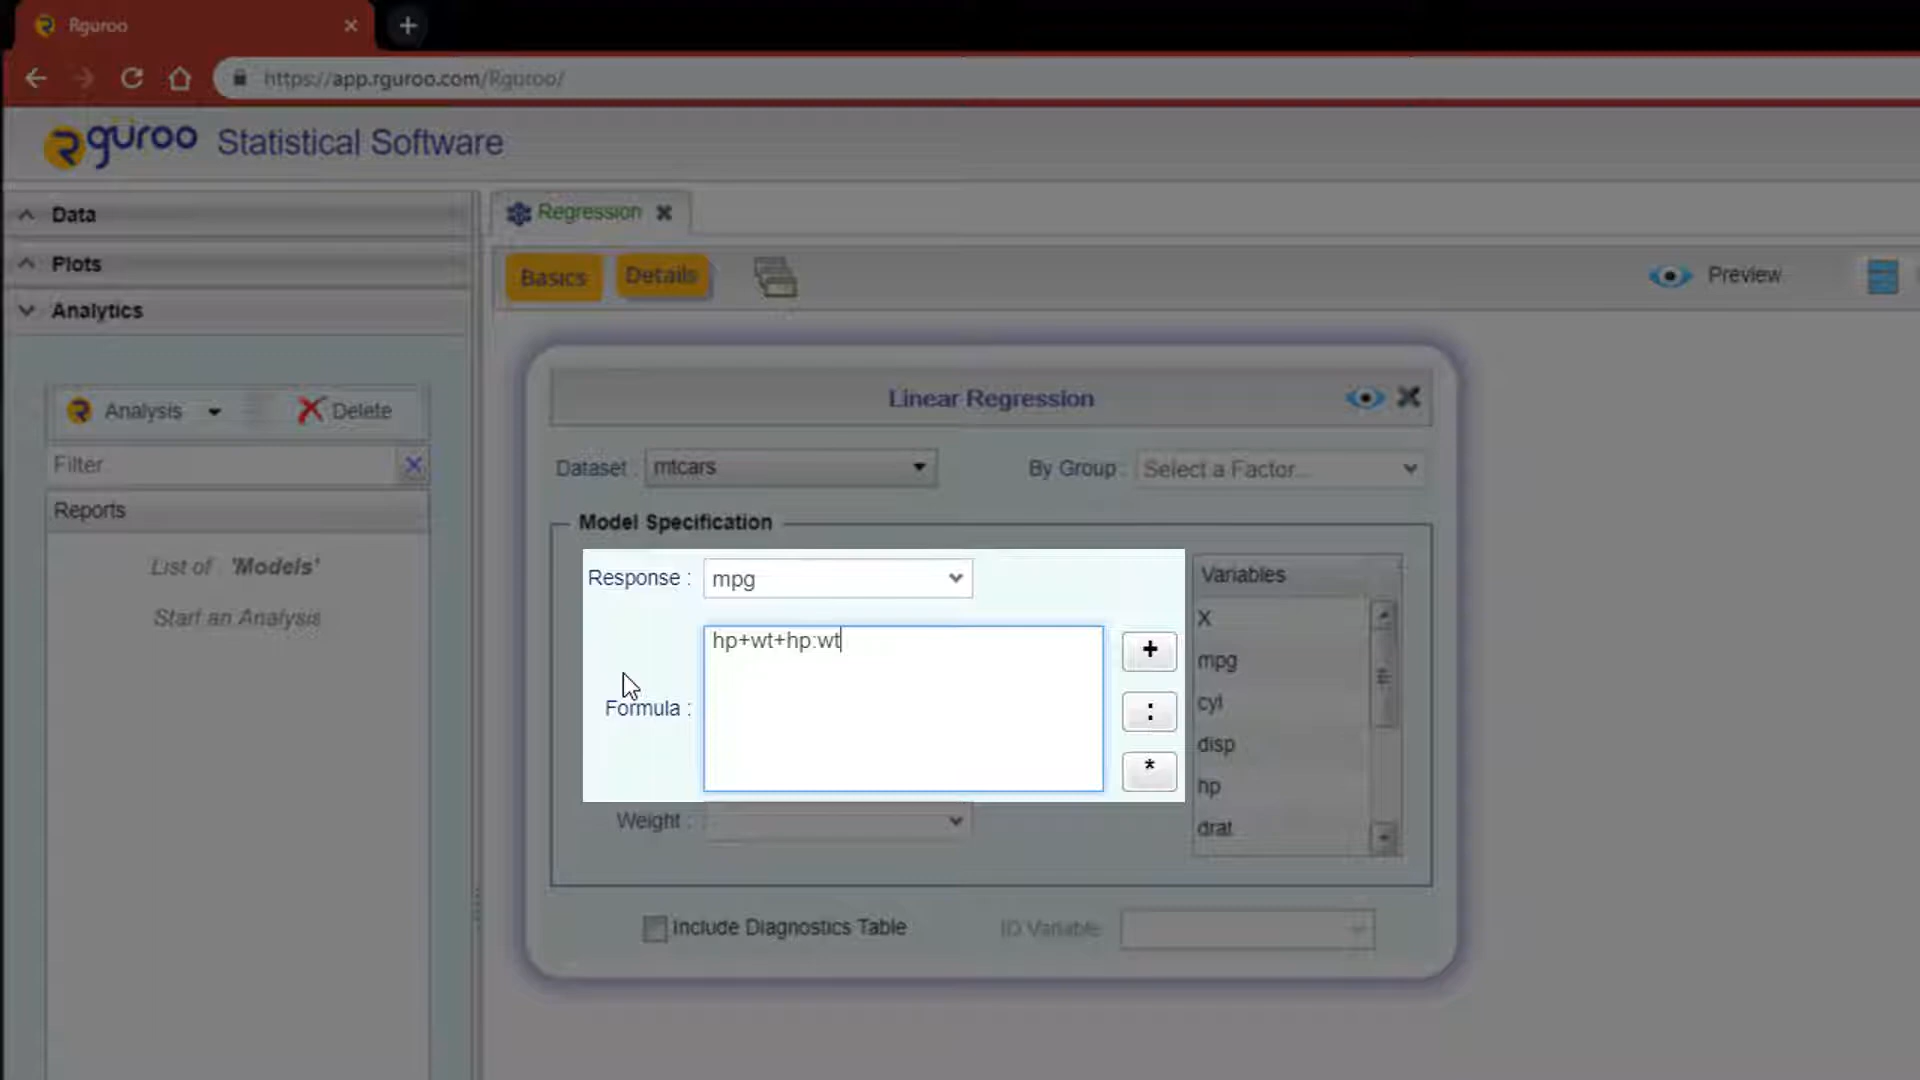 Rguroo
https://app.rguroo.com/Rguroo/
Rguroo Statistical Software
Data
Plots
Analytics
Analysis
Delete
Filter
Reports
List of 'Models'
Start an Analysis
Regression
Basics
Details
Preview
Linear Regression
Dataset :
mtcars
By Group :
Select a Factor...
Model Specification
Response :
mpg
Formula :
hp+wt+hp:wt
+
:
*
Variables
X
mpg
cyl
disp
hp
drat
Weight :
Include Diagnostics Table
ID Variable